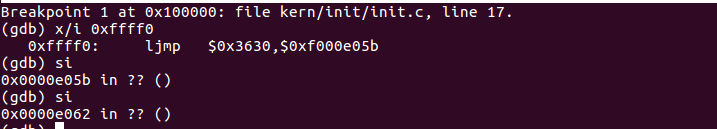 Breakpoint 1 at 0x100000: file kern/init/init.c, line 17.
(gdb) x/i 0xffff0
   0xffff0:     ljmp   $0x3630,$0xf000e05b
(gdb) si
0x0000e05b in ?? ()
(gdb) si
0x0000e062 in ?? ()
(gdb)